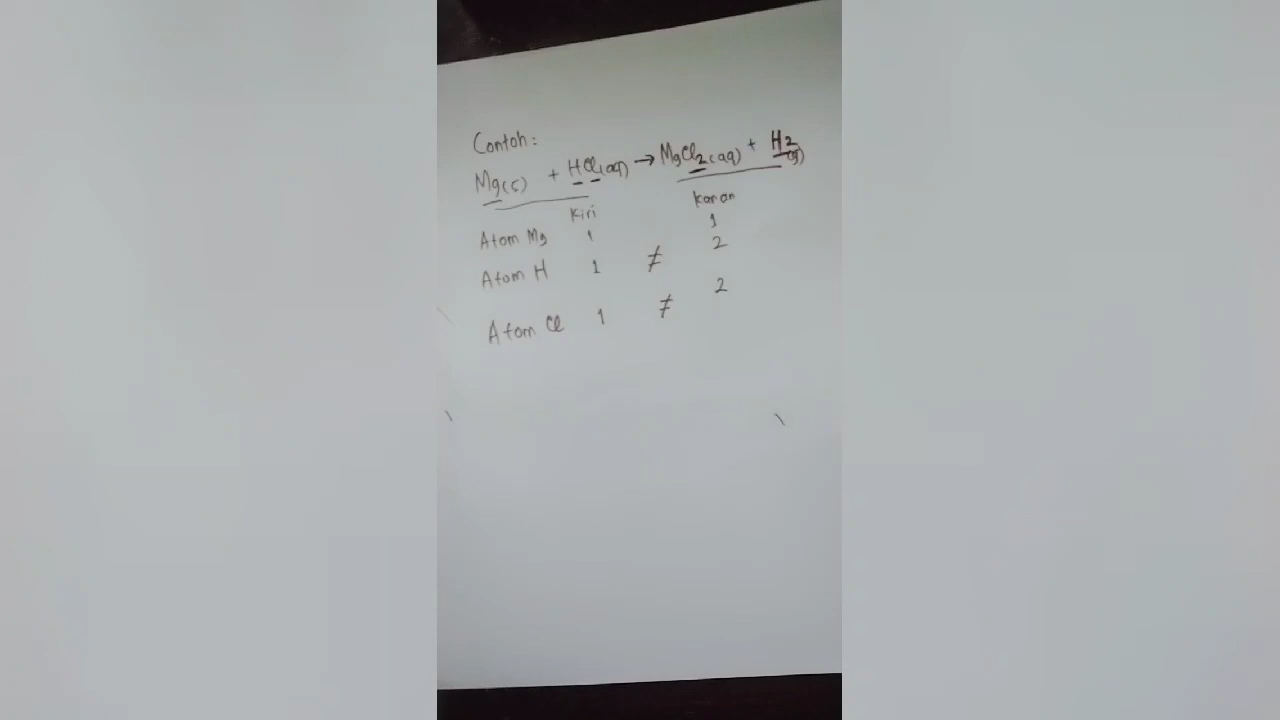 Contoh:
Mg(s) + HCl(aq) → MgCl2(aq) + H2(g)
Kiri Kanan
Atom Mg 1 1
Atom H 1 ≠ 2
Atom Cl 1 ≠ 2